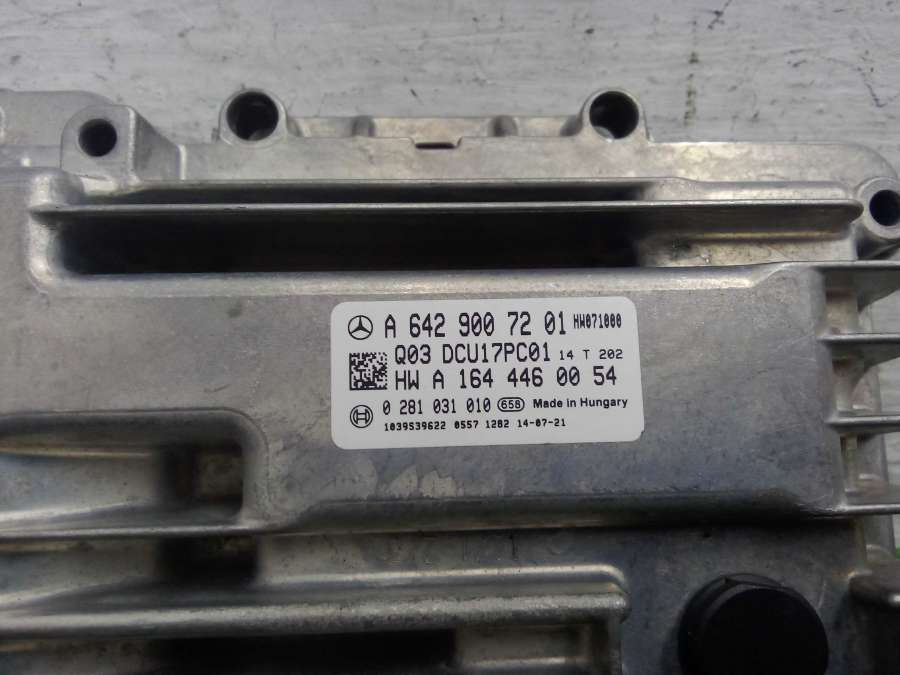 A 642 900 72 01 HW071000
Q03 DCU17PC01 14 T 202
HW A 164 446 00 54
0 281 031 010 658 Made in Hungary
1039S39622 0557 1282 14-07-21